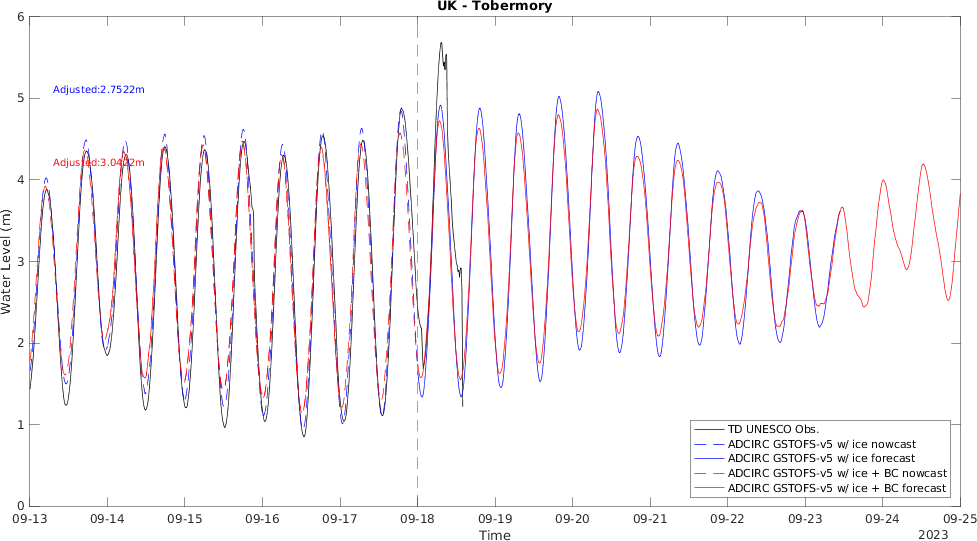 UK - Tobermory
6
5
4
3
2
1
0
Water Level (m)
Adjusted:2.7522m
Adjusted:3.0422m
TD UNESCO Obs.
ADCIRC GSTOFS-v5 w/ ice nowcast
ADCIRC GSTOFS-v5 w/ ice forecast
ADCIRC GSTOFS-v5 w/ ice + BC nowcast
ADCIRC GSTOFS-v5 w/ ice + BC forecast
09-13 09-14 09-15 09-16 09-17 09-18 09-19 09-20 09-21 09-22 09-23 09-24 09-25
Time
2023